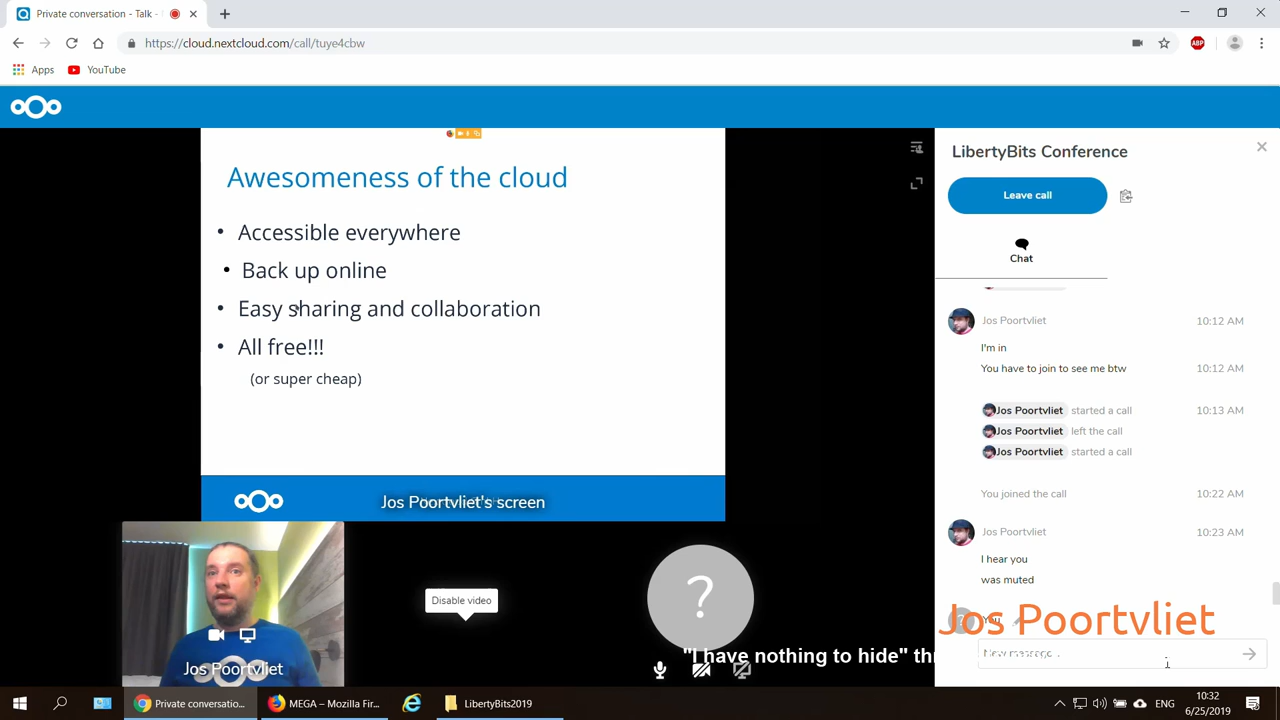 Private conversation - Talk -
https://cloud.nextcloud.com/call/tuye4cbw
ABP
Apps
YouTube
Awesomeness of the cloud
• Accessible everywhere
• Back up online
• Easy sharing and collaboration
• All free!!!
(or super cheap)
Jos Poortvliet's screen
Disable video
?
Jos Poortvliet
"I have nothing to hide"
LibertyBits Conference
Leave call
Chat
Jos Poortvliet 10:12 AM
I'm in
You have to join to see me btw 10:12 AM
Jos Poortvliet started a call 10:13 AM
Jos Poortvliet left the call
Jos Poortvliet started a call
You joined the call 10:22 AM
Jos Poortvliet 10:23 AM
I hear you
was muted
You
Jos Poortvliet
New message ...
Private conversatio...
MEGA – Mozilla Fir...
LibertyBits2019
ENG
10:32
6/25/2019